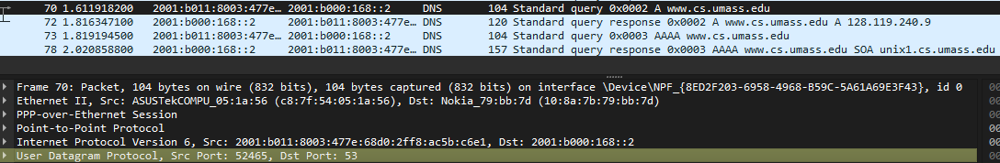 70 1.611918200 2001:b011:8003:477e… 2001:b000:168::2 DNS 104 Standard query 0x0002 A www.cs.umass.edu
72 1.816347100 2001:b000:168::2 2001:b011:8003:477e… DNS 120 Standard query response 0x0002 A www.cs.umass.edu A 128.119.240.9
73 1.819194500 2001:b011:8003:477e… 2001:b000:168::2 DNS 104 Standard query 0x0003 AAAA www.cs.umass.edu
78 2.020858800 2001:b000:168::2 2001:b011:8003:477e… DNS 157 Standard query response 0x0003 AAAA www.cs.umass.edu SOA unix1.cs.umass.edu
Frame 70: Packet, 104 bytes on wire (832 bits), 104 bytes captured (832 bits) on interface \Device\NPF_{8ED2F203-6958-4968-B59C-5A61A69E3F43}, id 0
Ethernet II, Src: ASUSTekCOMPU_05:1a:56 (c8:7f:54:05:1a:56), Dst: Nokia_79:bb:7d (10:8a:7b:79:bb:7d)
PPP-over-Ethernet Session
Point-to-Point Protocol
Internet Protocol Version 6, Src: 2001:b011:8003:477e:68d0:2ff8:ac5b:c6e1, Dst: 2001:b000:168::2
User Datagram Protocol, Src Port: 52465, Dst Port: 53